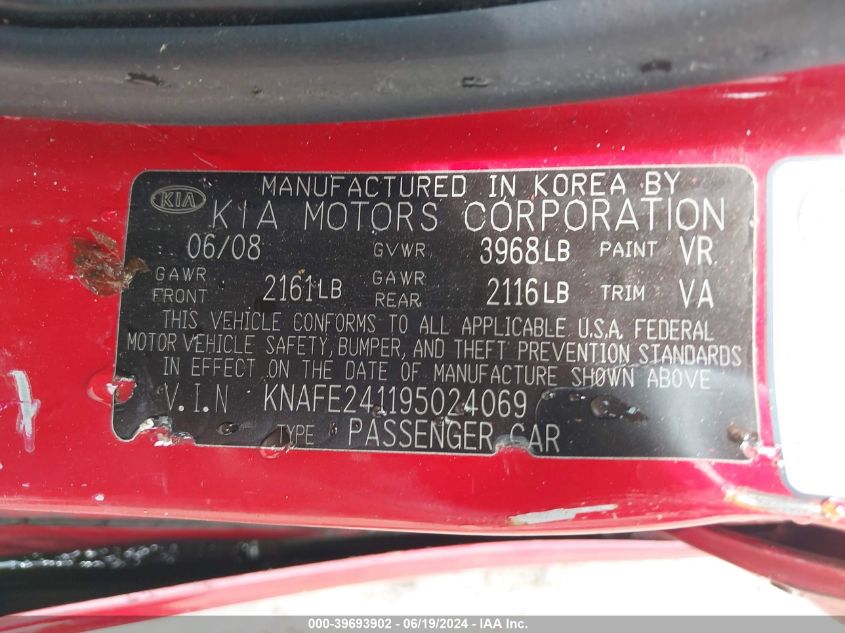 KIA
MANUFACTURED IN KOREA BY
KIA MOTORS CORPORATION
06/08 GVWR 3968LB PAINT VR
GAWR FRONT 2161LB GAWR REAR 2116LB TRIM VA
THIS VEHICLE CONFORMS TO ALL APPLICABLE U.S.A. FEDERAL
MOTOR VEHICLE SAFETY, BUMPER, AND THEFT PREVENTION STANDARDS
IN EFFECT ON THE DATE OF MANUFACTURE SHOWN ABOVE
V.I.N KNAFE241195024069
TYPE PASSENGER CAR
000-39693902 - 06/19/2024 - IAA Inc.